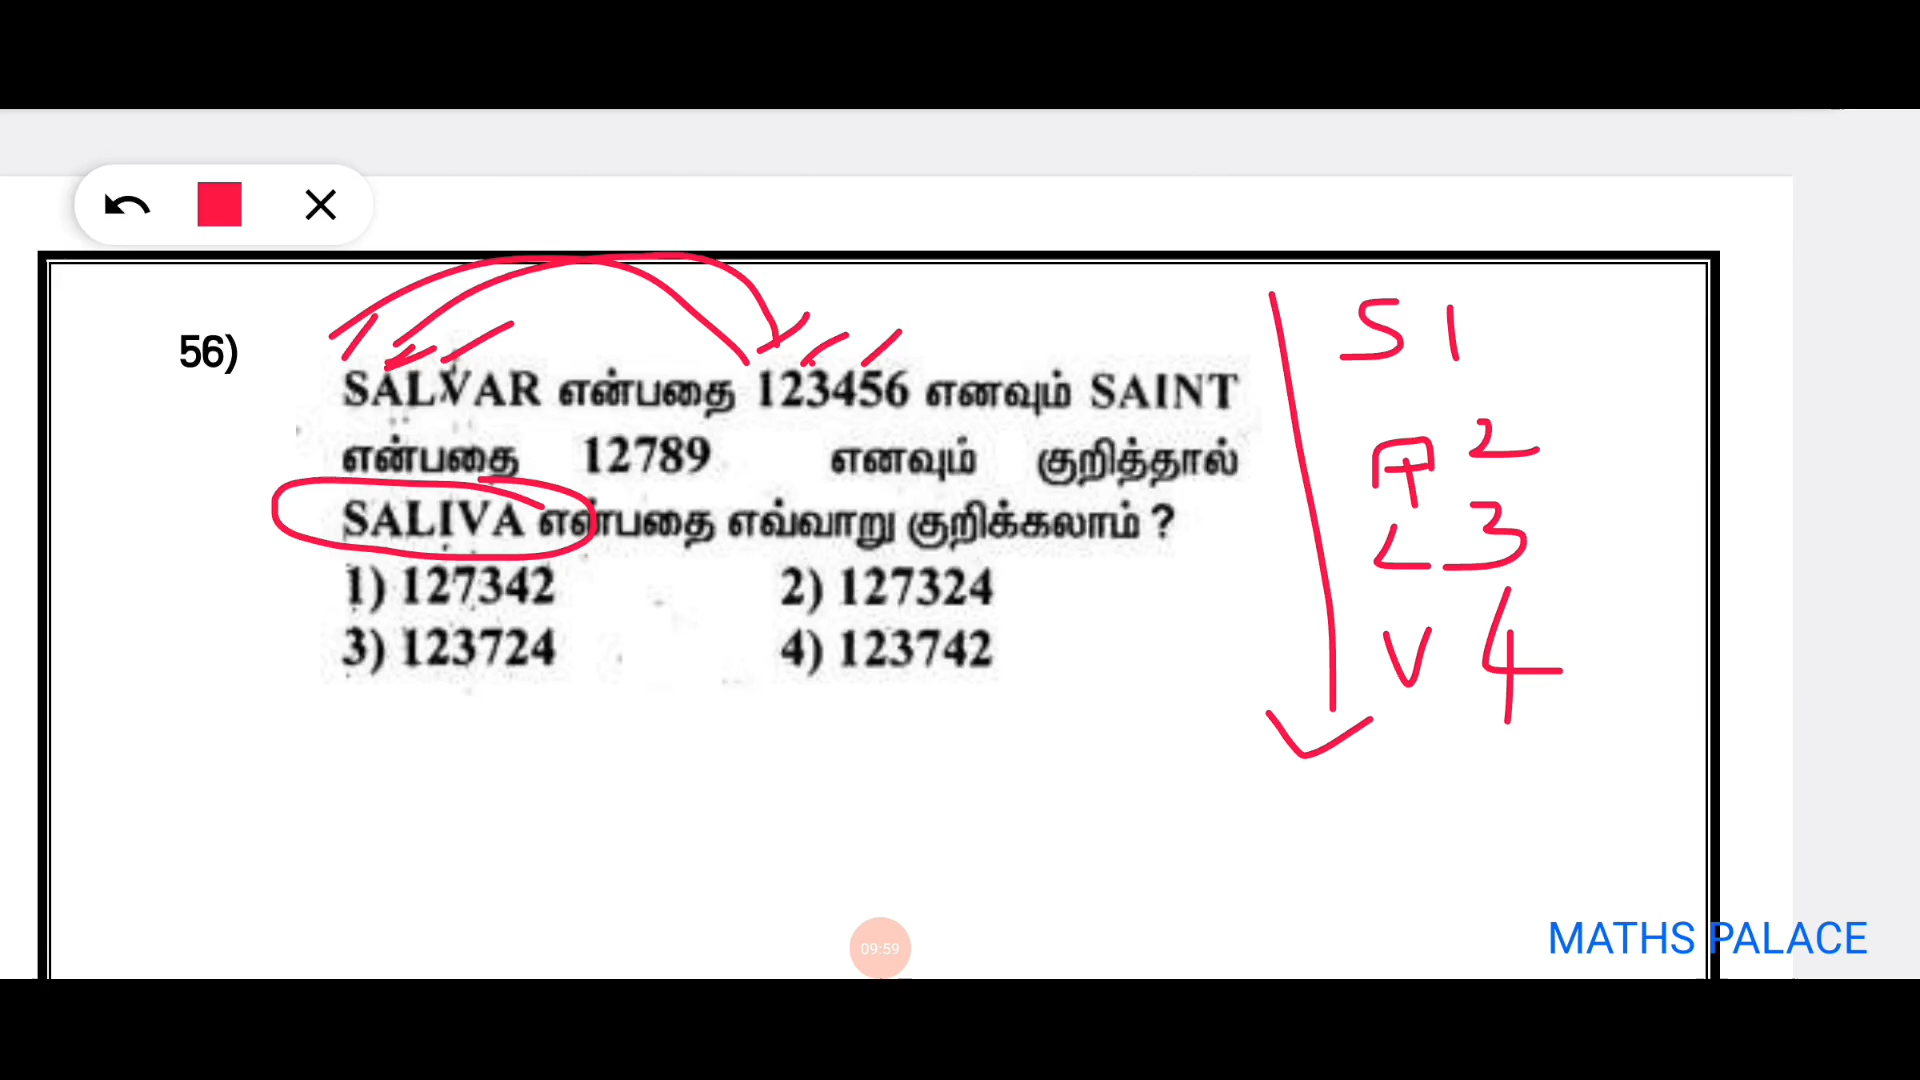 56)
SALVAR என்பதை 123456 எனவும் SAINT
என்பதை 12789 எனவும் குறித்தால்
SALIVA என்பதை எவ்வாறு குறிக்கலாம் ?
1) 127342 2) 127324
3) 123724 4) 123742
S 1
A 2
L 3
V 4
09:59
MATHS PALACE